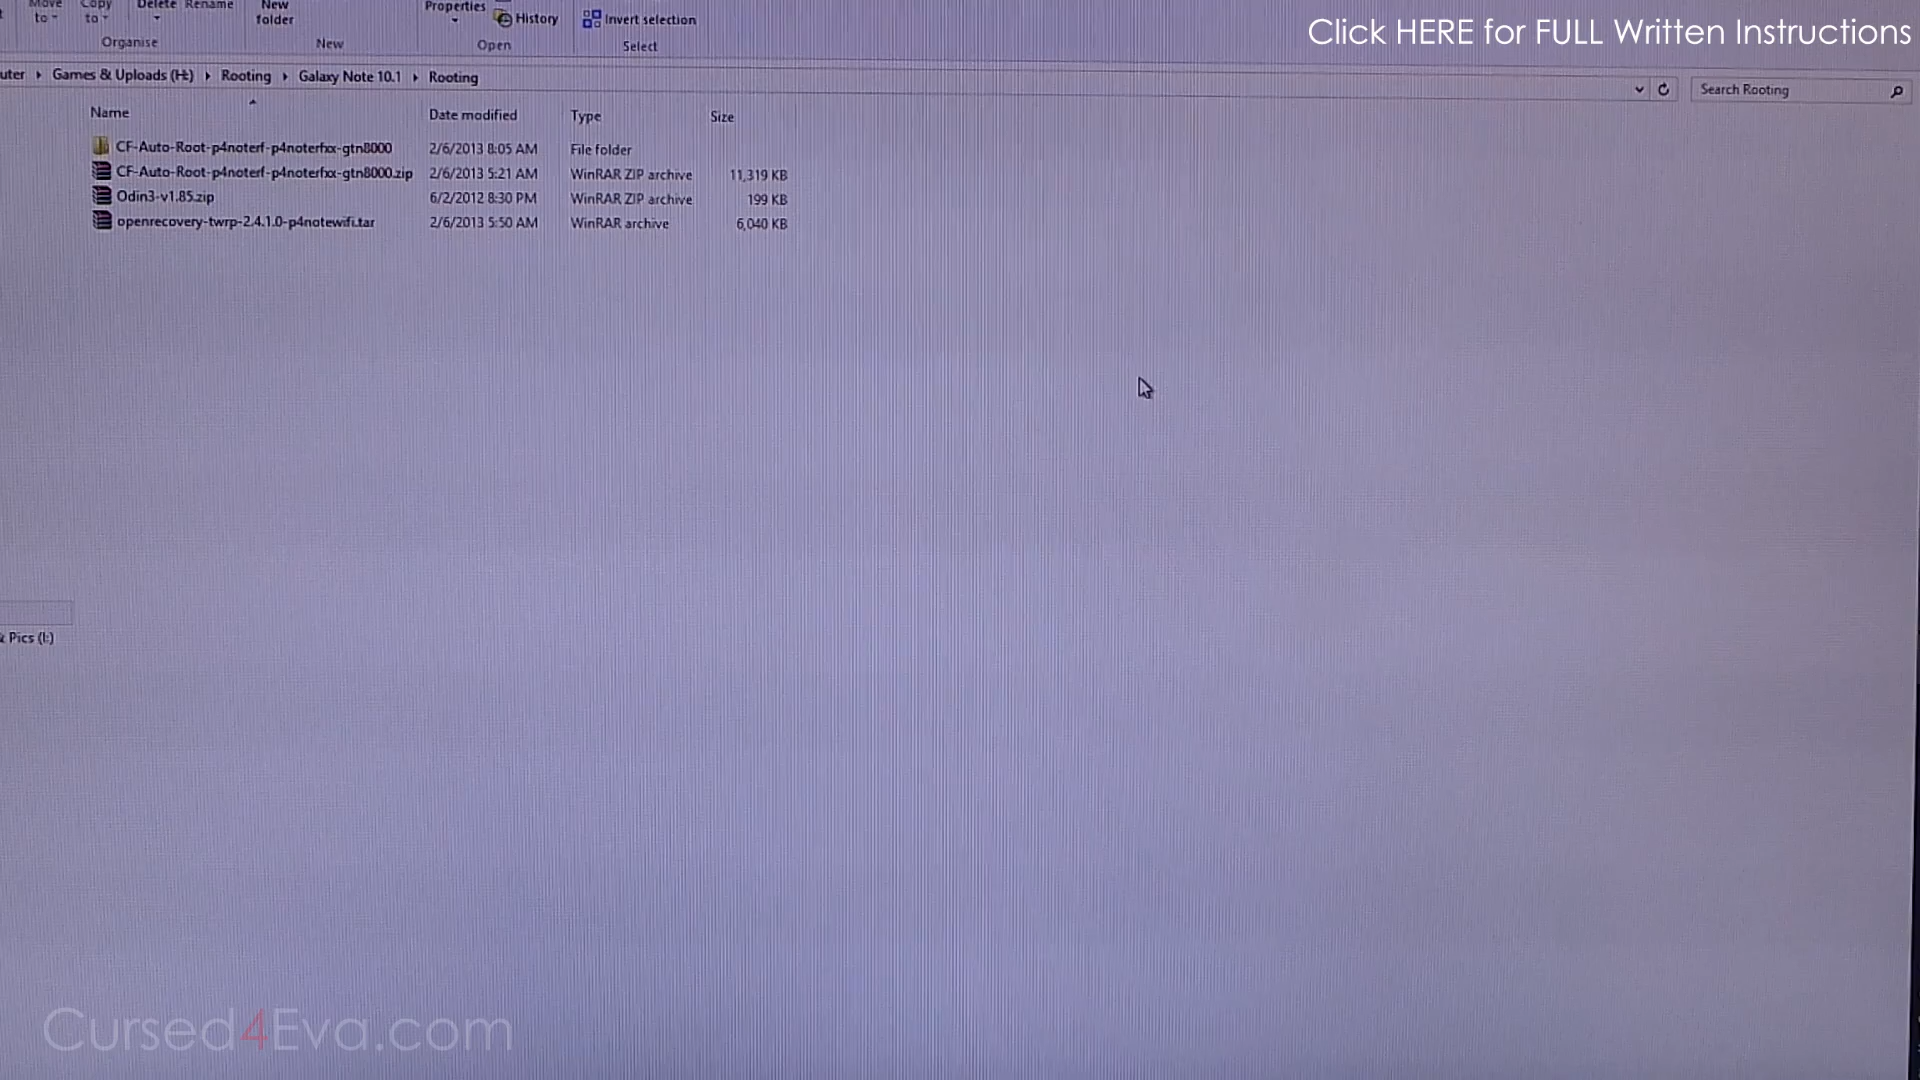 Move
to
Copy
to
Delete
Rename
New
folder
Properties
History
Invert selection
Organise
New
Open
Select
Click HERE for FULL Written Instructions
uter
Games & Uploads (H:)
Rooting
Galaxy Note 10.1
Rooting
Search Rooting
Name
Date modified
Type
Size
CF-Auto-Root-p4noterf-p4noterfxx-gtn8000 2/6/2013 8:05 AM File folder
CF-Auto-Root-p4noterf-p4noterfxx-gtn8000.zip 2/6/2013 5:21 AM WinRAR ZIP archive 11,319 KB
Odin3-v1.85.zip 6/2/2012 8:30 PM WinRAR ZIP archive 199 KB
openrecovery-twrp-2.4.1.0-p4notewifi.tar 2/6/2013 5:50 AM WinRAR archive 6,040 KB
& Pics (I:)
Cursed4Eva.com